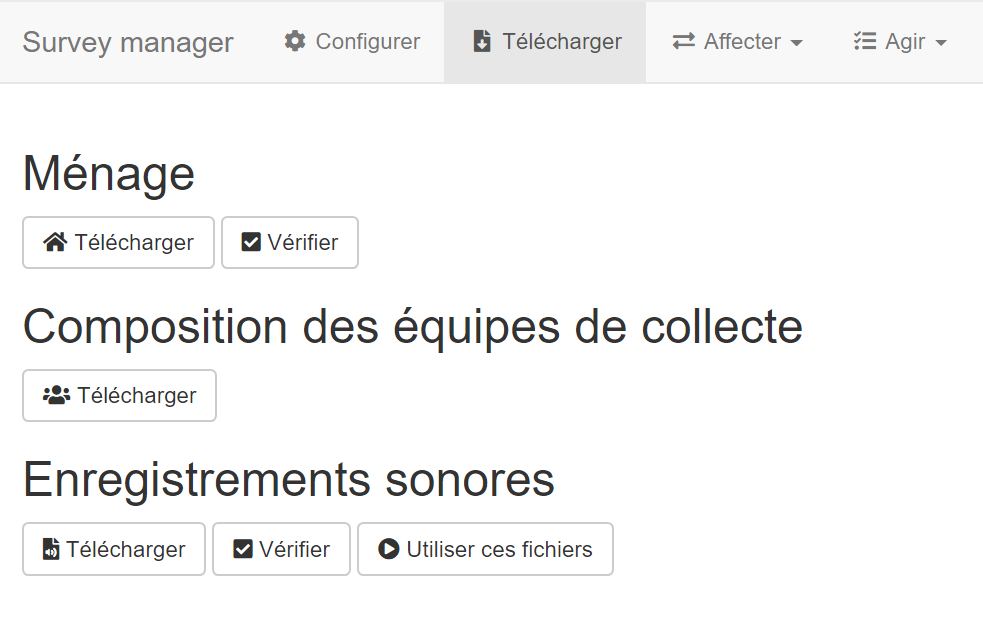 Survey manager Configurer Télécharger Affecter Agir
Ménage
Télécharger Vérifier
Composition des équipes de collecte
Télécharger
Enregistrements sonores
Télécharger Vérifier Utiliser ces fichiers